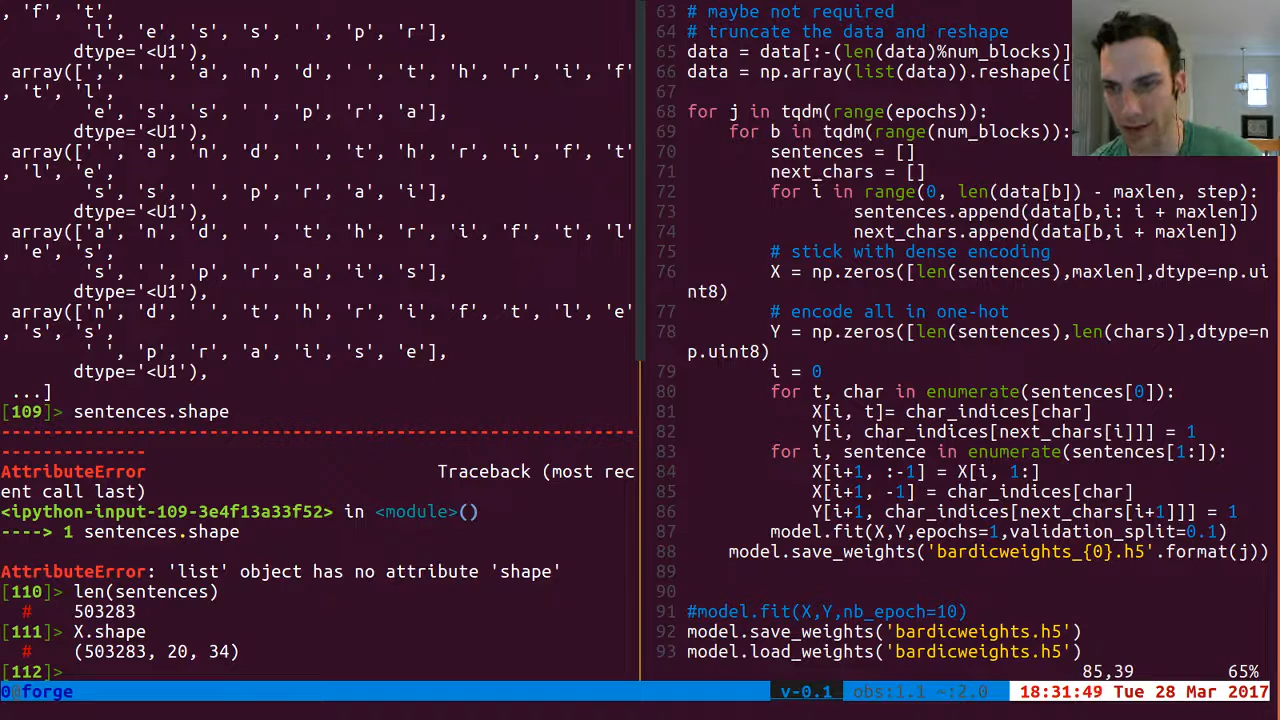 , 'f', 't',
'l', 'e', 's', 's', ' ', 'p', 'r'],
dtype='<U1'),
array([',', ' ', 'a', 'n', 'd', ' ', 't', 'h', 'r', 'i', 'f'
, 't', 'l',
'e', 's', 's', ' ', 'p', 'r', 'a'],
dtype='<U1'),
array([' ', 'a', 'n', 'd', ' ', 't', 'h', 'r', 'i', 'f', 't'
, 'l', 'e',
's', 's', ' ', 'p', 'r', 'a', 'i'],
dtype='<U1'),
array(['a', 'n', 'd', ' ', 't', 'h', 'r', 'i', 'f', 't', 'l'
, 'e', 's',
's', ' ', 'p', 'r', 'a', 'i', 's'],
dtype='<U1'),
array(['n', 'd', ' ', 't', 'h', 'r', 'i', 'f', 't', 'l', 'e'
, 's', 's',
' ', 'p', 'r', 'a', 'i', 's', 'e'],
dtype='<U1'),
...]
[109]> sentences.shape
---------------------------------------------------------------
--------------
AttributeError Traceback (most rec
ent call last)
<ipython-input-109-3e4f13a33f52> in <module>()
----> 1 sentences.shape
AttributeError: 'list' object has no attribute 'shape'
[110]> len(sentences)
# 503283
[111]> X.shape
# (503283, 20, 34)
[112]>
63 # maybe not required
64 # truncate the data and reshape
65 data = data[:-(len(data)%num_blocks)]
66 data = np.array(list(data)).reshape([
67
68 for j in tqdm(range(epochs)):
69 for b in tqdm(range(num_blocks)):
70 sentences = []
71 next_chars = []
72 for i in range(0, len(data[b]) - maxlen, step):
73 sentences.append(data[b,i: i + maxlen])
74 next_chars.append(data[b,i + maxlen])
75 # stick with dense encoding
76 X = np.zeros([len(sentences),maxlen],dtype=np.ui
nt8)
77 # encode all in one-hot
78 Y = np.zeros([len(sentences),len(chars)],dtype=n
p.uint8)
79 i = 0
80 for t, char in enumerate(sentences[0]):
81 X[i, t]= char_indices[char]
82 Y[i, char_indices[next_chars[i]]] = 1
83 for i, sentence in enumerate(sentences[1:]):
84 X[i+1, :-1] = X[i, 1:]
85 X[i+1, -1] = char_indices[char]
86 Y[i+1, char_indices[next_chars[i+1]]] = 1
87 model.fit(X,Y,epochs=1,validation_split=0.1)
88 model.save_weights('bardicweights_{0}.h5'.format(j))
89
90
91 #model.fit(X,Y,nb_epoch=10)
92 model.save_weights('bardicweights.h5')
93 model.load_weights('bardicweights.h5')
85,39 65%
0@forge v-0.1 obs:1.1 ~:2.0 18:31:49 Tue 28 Mar 2017